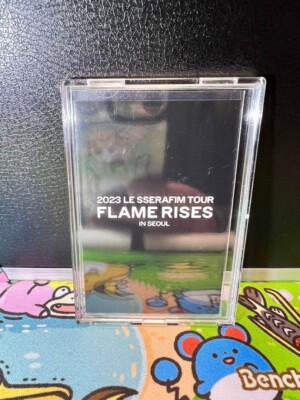 2023 LE SSERAFIM TOUR
FLAME RISES
IN SEOUL
Bench